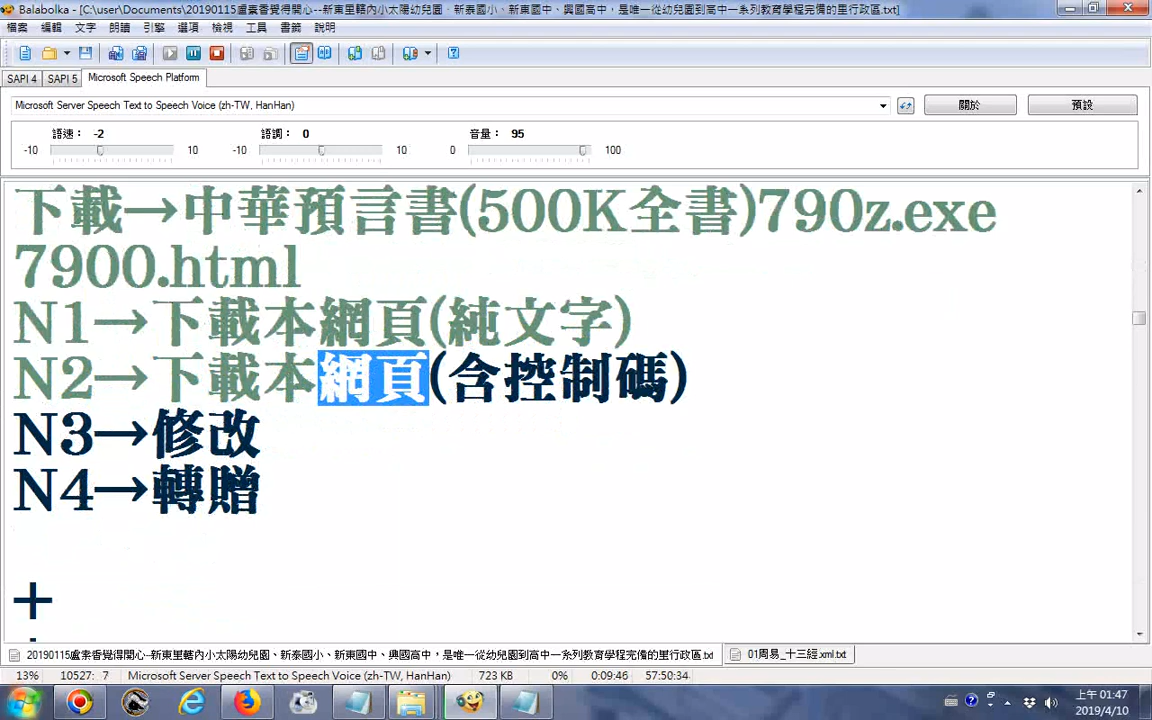 Balabolka - [C:\user\Documents\20190115盧素香覺得開心--新東里轄內小太陽幼兒園、新泰國小、新東國中、興國高中，是唯一從幼兒園到高中一系列教育學程完備的里行政區.txt]
檔案 編輯 文字 朗讀 引擎 選項 檢視 工具 書籤 說明
SAPI 4 SAPI 5 Microsoft Speech Platform
Microsoft Server Speech Text to Speech Voice (zh-TW, HanHan) 關於 預設
語速： -2 語調： 0 音量： 95
-10 10 -10 10 0 100
下載→中華預言書(500K全書)790z.exe
7900.html
N1→下載本網頁(純文字)
N2→下載本網頁(含控制碼)
N3→修改
N4→轉贈
+
20190115盧素香覺得開心--新東里轄內小太陽幼兒園、新泰國小、新東國中、興國高中，是唯一從幼兒園到高中一系列教育學程完備的里行政區.txt 01周易_十三經.xml.txt
13% 10527: 7 Microsoft Server Speech Text to Speech Voice (zh-TW, HanHan) 723 KB 0% 0:09:46 57:50:34
上午 01:47
2019/4/10